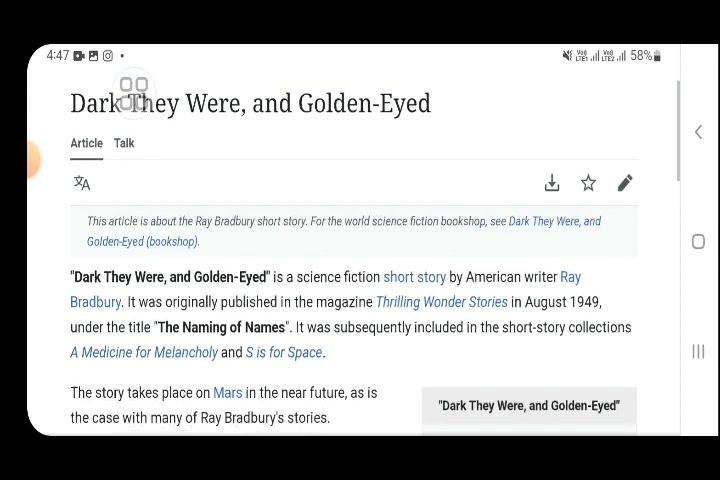 4:47
LTE1 LTE2 58%
Dark They Were, and Golden-Eyed
Article Talk
This article is about the Ray Bradbury short story. For the world science fiction bookshop, see Dark They Were, and
Golden-Eyed (bookshop).
"Dark They Were, and Golden-Eyed" is a science fiction short story by American writer Ray
Bradbury. It was originally published in the magazine Thrilling Wonder Stories in August 1949,
under the title "The Naming of Names". It was subsequently included in the short-story collections
A Medicine for Melancholy and S is for Space.
The story takes place on Mars in the near future, as is
the case with many of Ray Bradbury's stories.
"Dark They Were, and Golden-Eyed"